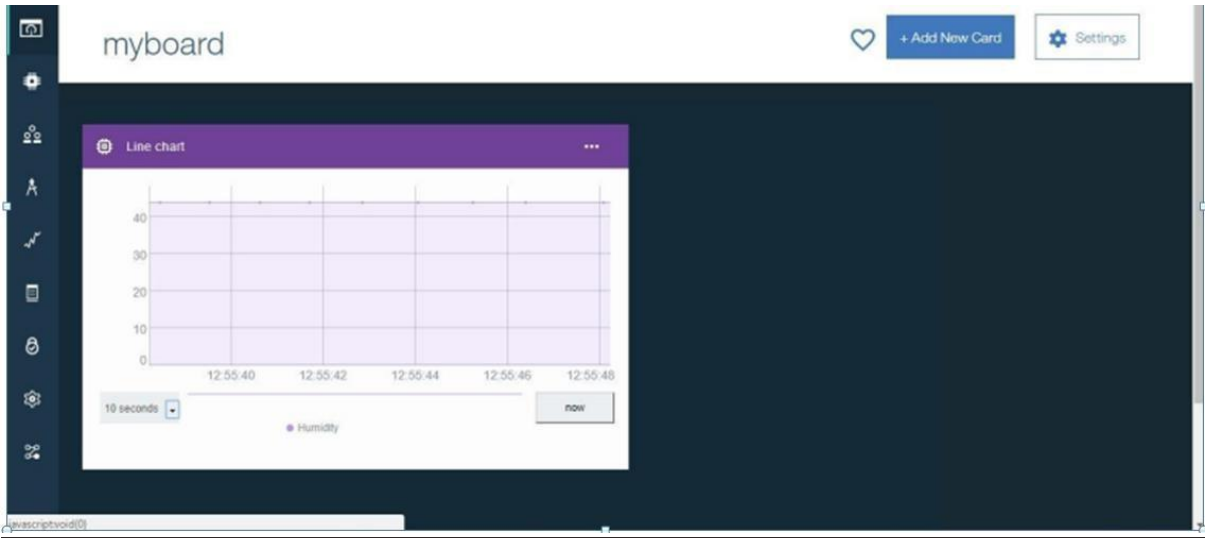 myboard
+ Add New Card
Settings
Line chart
40
30
20
10
0
12:55:40 12:55:42 12:55:44 12:55:46 12:55:48
10 seconds
now
Humidity
javascript:void(0)